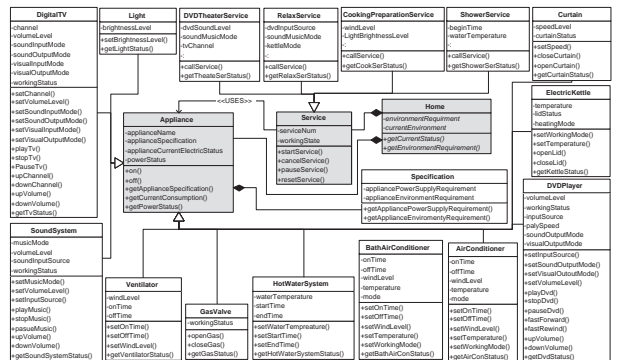 DigitalTV
-channel
-volumeLevel
-soundInputMode
-soundOutputMode
-visualInputMode
-visualOutputMode
-workingStatus
+setChannel()
+setVolumeLevel()
+setSoundInputMode()
+setSoundOutputMode()
+setVisualInputMode()
+setVisualOutputMode()
+playTv()
+stopTv()
+PauseTv()
+upChannel()
+downChannel()
+upVolume()
+downVolume()
+getTvStatus()
Light
-brightnessLevel
+setBrightnessLevel()
+getLightStatus()
DVDTheaterService
-dvdSoundLevel
-soundMusicMode
-tvChannel
-:
+callService()
+getTheateSerStatus()
RelaxService
-dvdInputSource
-soundMusicMode
-kettleMode
-:
+callService()
+getRelaxSerStatus()
CookingPreparationService
-windLevel
-LightBrightnessLevel
-:
-:
+callService()
+getCookSerStatus()
ShowerService
-beginTime
-waterTemperature
-:
+callService()
+getShowerSerStatus()
Curtain
-speedLevel
-curtainStatus
+setSpeed()
+closeCurtain()
+openCurtain()
+getCurtainStatus()
<<USES>>
Appliance
-applianceName
-applianceSpecification
-applianceCurrentElectricStatus
-powerStatus
+on()
+off()
+getApplianceSpecification()
+getCurrentConsumption()
+getPowerStatus()
Service
-serviceNum
-workingState
+startService()
+cancelService()
+pauseService()
+resetService()
Home
-environmentRequirment
-currentEnvironment
+getCurrentStatus()
+getEnvironmentRequirement()
ElectricKettle
-temperature
-lidStatus
-heatingMode
+setWorkingMode()
+setTemperature()
+openLid()
+closeLid()
+getKettleStatus()
Specification
-appliancePowerSupplyRequirement
-applianceEnvironmentRequirement
+getAppliancePowerSupplyRequirement()
+getApplianceEnviromentyRequirement()
DVDPlayer
-volumeLevel
-workingStatus
-inputSource
-palySpeed
-soundOutputMode
-visualOutputMode
+setInputSource()
+setSoundOutputMode()
+setVisualOutoutMode()
+setVolumeLevel()
+playDvd()
+stopDvd()
+pauseDvd()
+fastForward()
+fastRewind()
+upVolume()
+downVolume()
+getDvdStatus()
SoundSystem
-musicMode
-volumeLevel
-soundInputSource
-workingStatus
+setMusicMode()
+setVolumeLevel()
+setInputSource()
+playMusic()
+stopMusic()
+pasueMusic()
+upVolume()
+downVolume()
+getSoundSystemStatus()
Ventilator
-windLevel
-onTime
-offTime
+setOnTime()
+setOffTime()
+setWindLevel()
+getVentilatorStatus()
GasValve
-workingStatus
+openGas()
+closeGas()
+getGasStatus()
HotWaterSystem
-waterTemperature
-startTime
-endTime
+setWaterTempreature()
+setStartTime()
+setEndTime()
+getHotWaterSystemStatus()
BathAirConditioner
-onTime
-offTime
-windLevel
-temperature
-mode
+setOnTime()
+setOffTime()
+setWindLevel()
+setTemperature()
+setWorkingMode()
+getBathAirConStatus()
AirConditioner
-onTime
-offTime
-windLevel
-temperature
-mode
+setOnTime()
+setOffTime()
+setWindLevel()
+setTemperature()
+setWorkingMode()
+getAirConStatus()